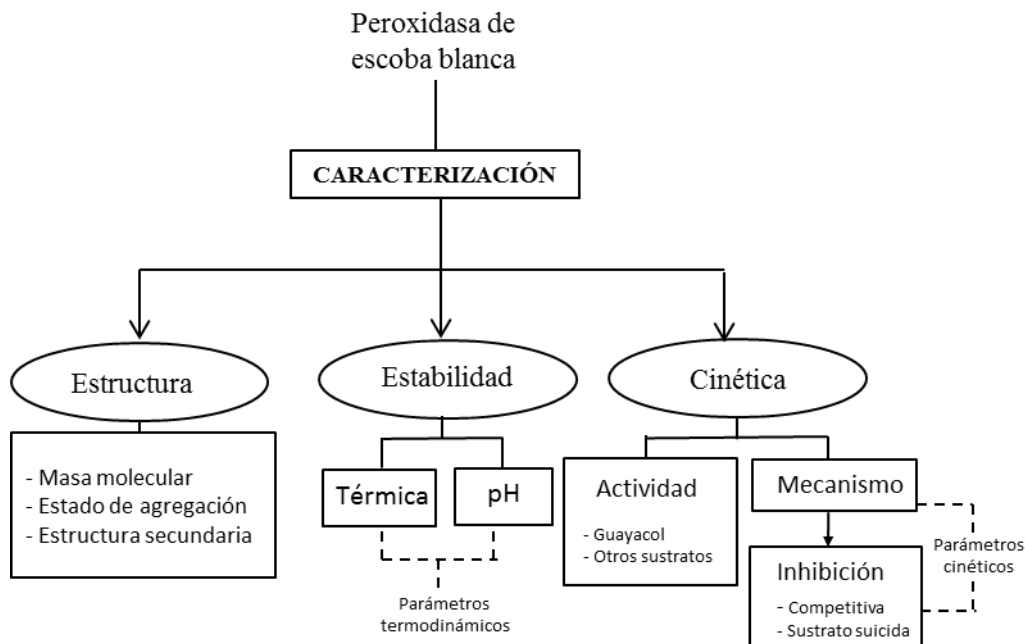 Peroxidasa de
escoba blanca
CARACTERIZACIÓN
Estructura
- Masa molecular
- Estado de agregación
- Estructura secundaria
Estabilidad
Térmica
pH
Parámetros
termodinámicos
Cinética
Actividad
- Guayacol
- Otros sustratos
Mecanismo
Inhibición
- Competitiva
- Sustrato suicida
Parámetros
cinéticos